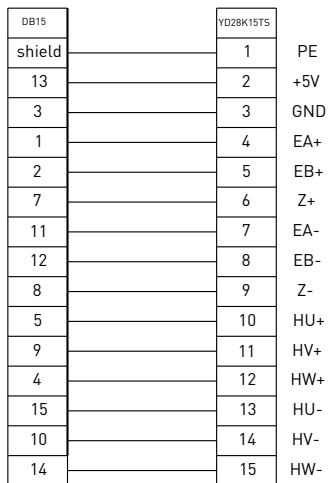 DB15 YD28K15TS
shield 1 PE
13 2 +5V
3 3 GND
1 4 EA+
2 5 EB+
7 6 Z+
11 7 EA-
12 8 EB-
8 9 Z-
5 10 HU+
9 11 HV+
4 12 HW+
15 13 HU-
10 14 HV-
14 15 HW-